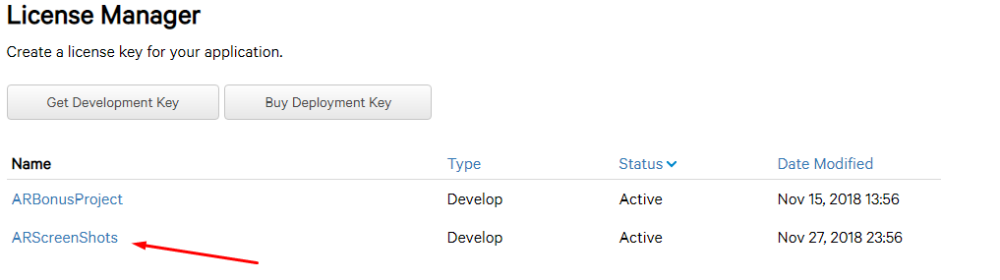 License Manager
Create a license key for your application.
Get Development Key Buy Deployment Key
Name Type Status Date Modified
ARBonusProject Develop Active Nov 15, 2018 13:56
ARScreenShots Develop Active Nov 27, 2018 23:56